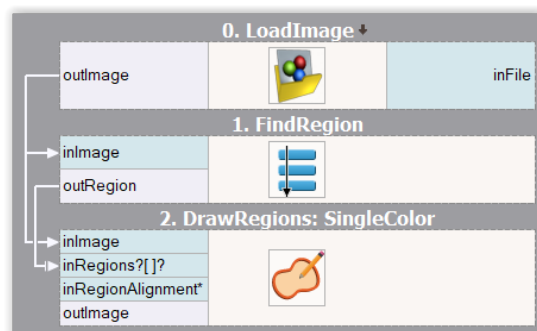 0. LoadImage
outImage
inFile
1. FindRegion
inImage
outRegion
2. DrawRegions: SingleColor
inImage
inRegions?[ ]?
inRegionAlignment*
outImage